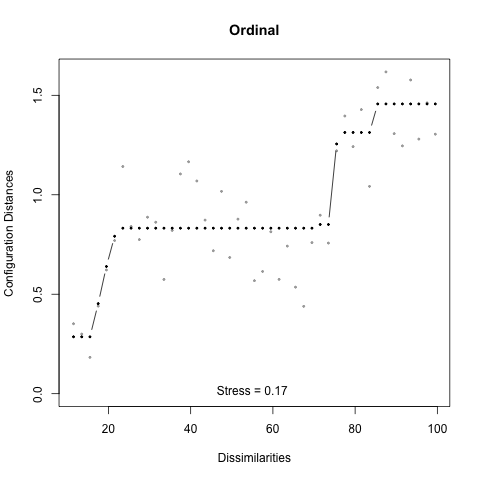 Ordinal
Configuration Distances
1.5
1.0
0.5
0.0
Stress = 0.17
20 40 60 80 100
Dissimilarities